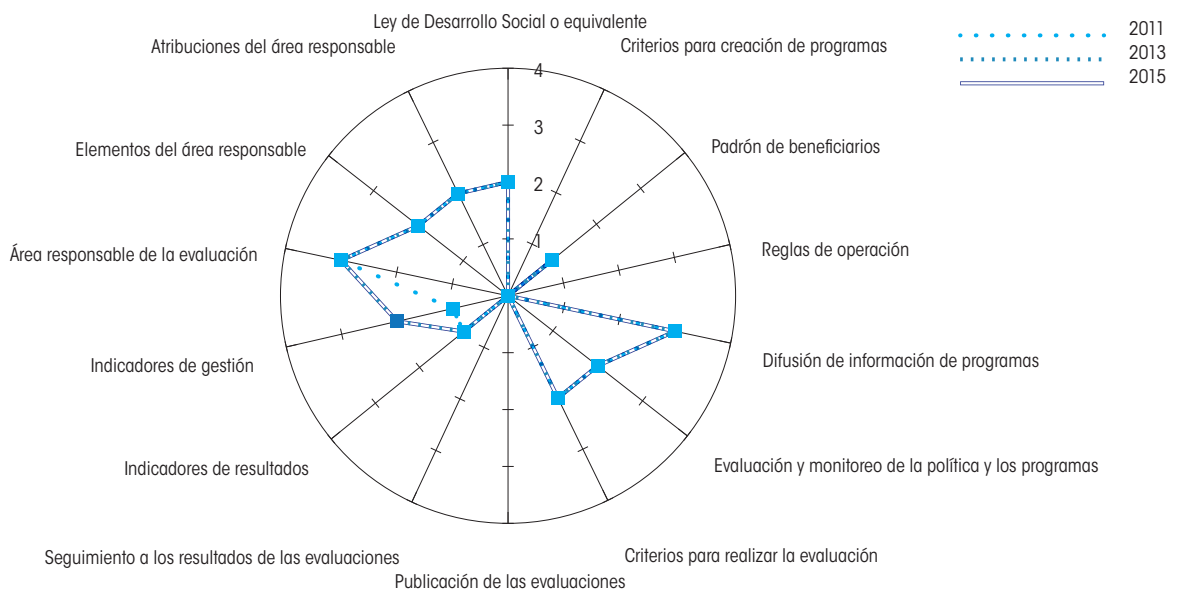 Ley de Desarrollo Social o equivalente
Atribuciones del área responsable
Criterios para creación de programas
2011
2013
2015
4
3
2
1
Elementos del área responsable
Padrón de beneficiarios
Área responsable de la evaluación
Reglas de operación
Indicadores de gestión
Difusión de información de programas
Indicadores de resultados
Evaluación y monitoreo de la política y los programas
Seguimiento a los resultados de las evaluaciones
Criterios para realizar la evaluación
Publicación de las evaluaciones